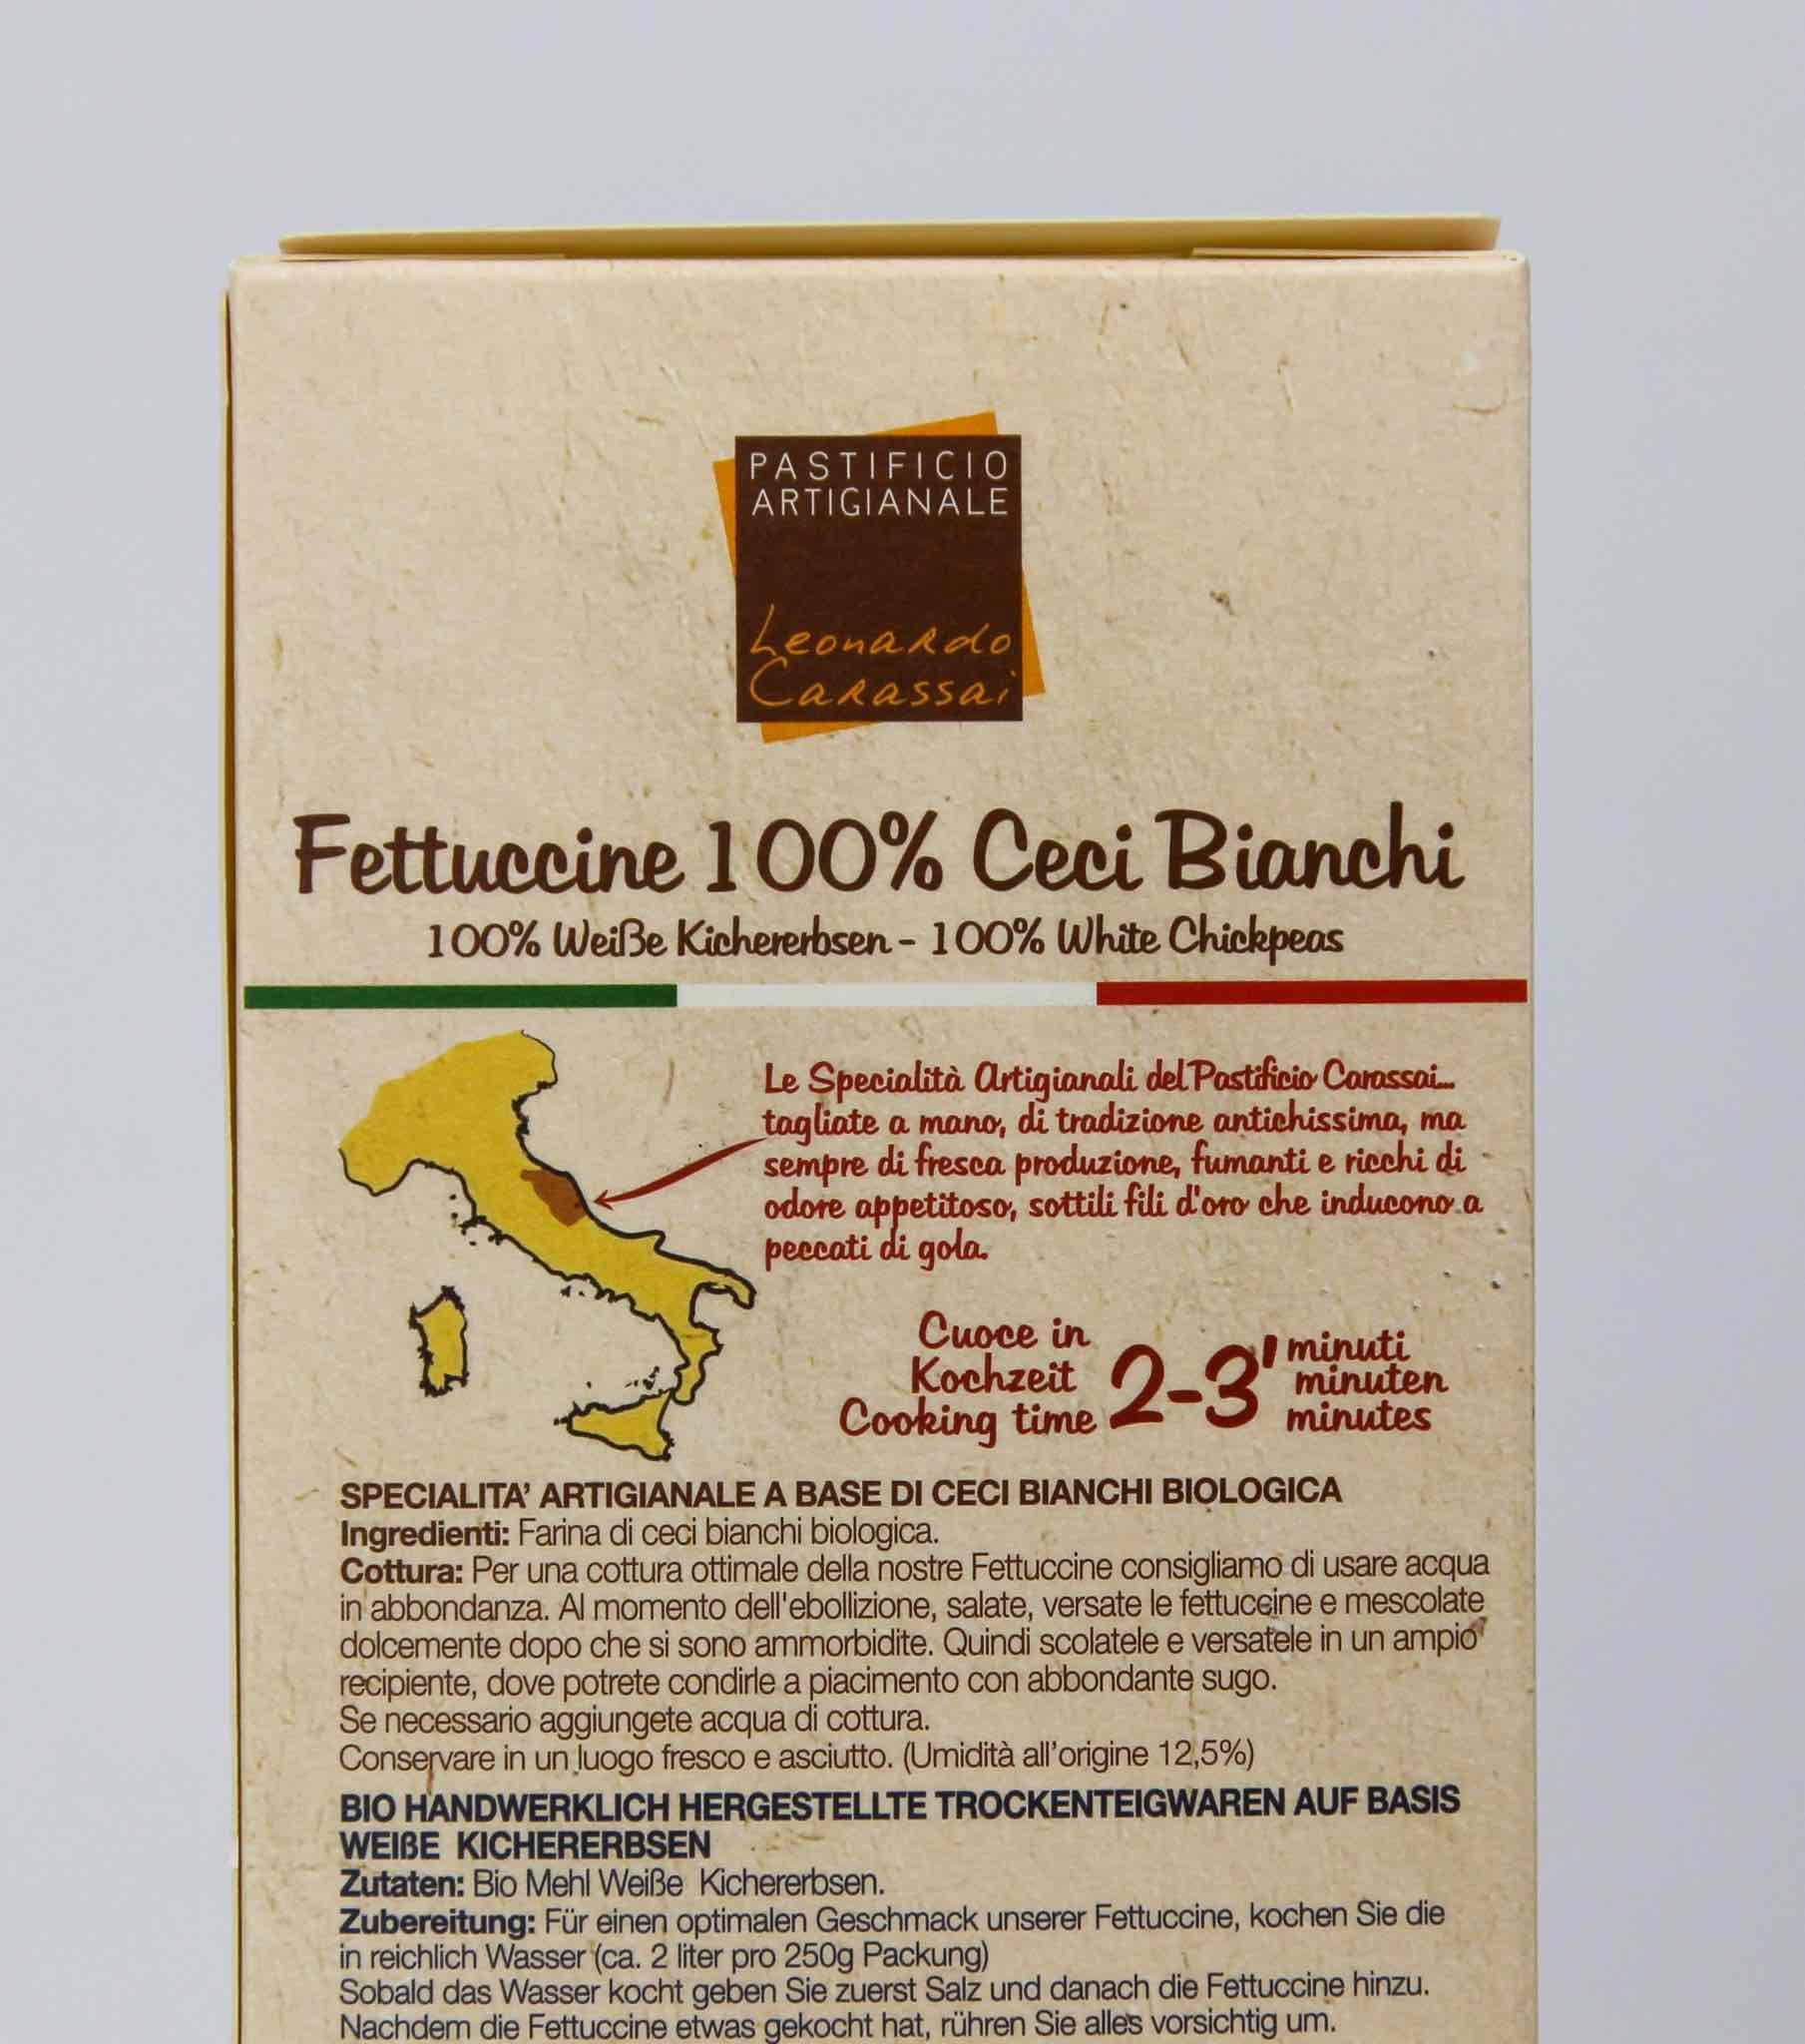 PASTIFICIO
ARTIGIANALE
Leonardo
Carassai
Fettuccine 100% Ceci Bianchi
100% Weiße Kichererbsen - 100% White Chickpeas
Le Specialità Artigianali del Pastificio Carassai...
tagliate a mano, di tradizione antichissima, ma
sempre di fresca produzione, fumanti e ricchi di
odore appetitoso, sottili fili d'oro che inducono a
peccati di gola.
Cuoce in
Kochzeit
Cooking time
2-3'
minuti
minuten
minutes
SPECIALITA' ARTIGIANALE A BASE DI CECI BIANCHI BIOLOGICA
Ingredienti: Farina di ceci bianchi biologica.
Cottura: Per una cottura ottimale della nostre Fettuccine consigliamo di usare acqua
in abbondanza. Al momento dell'ebollizione, salate, versate le fettuccine e mescolate
dolcemente dopo che si sono ammorbidite. Quindi scolatele e versatele in un ampio
recipiente, dove potrete condirle a piacimento con abbondante sugo.
Se necessario aggiungete acqua di cottura.
Conservare in un luogo fresco e asciutto. (Umidità all'origine 12,5%)
BIO HANDWERKLICH HERGESTELLTE TROCKENTEIGWAREN AUF BASIS
WEIßE KICHERERBSEN
Zutaten: Bio Mehl Weiße Kichererbsen.
Zubereitung: Für einen optimalen Geschmack unserer Fettuccine, kochen Sie die
in reichlich Wasser (ca. 2 liter pro 250g Packung)
Sobald das Wasser kocht geben Sie zuerst Salz und danach die Fettuccine hinzu.
Nachdem die Fettuccine etwas gekocht hat, rühren Sie alles vorsichtig um.